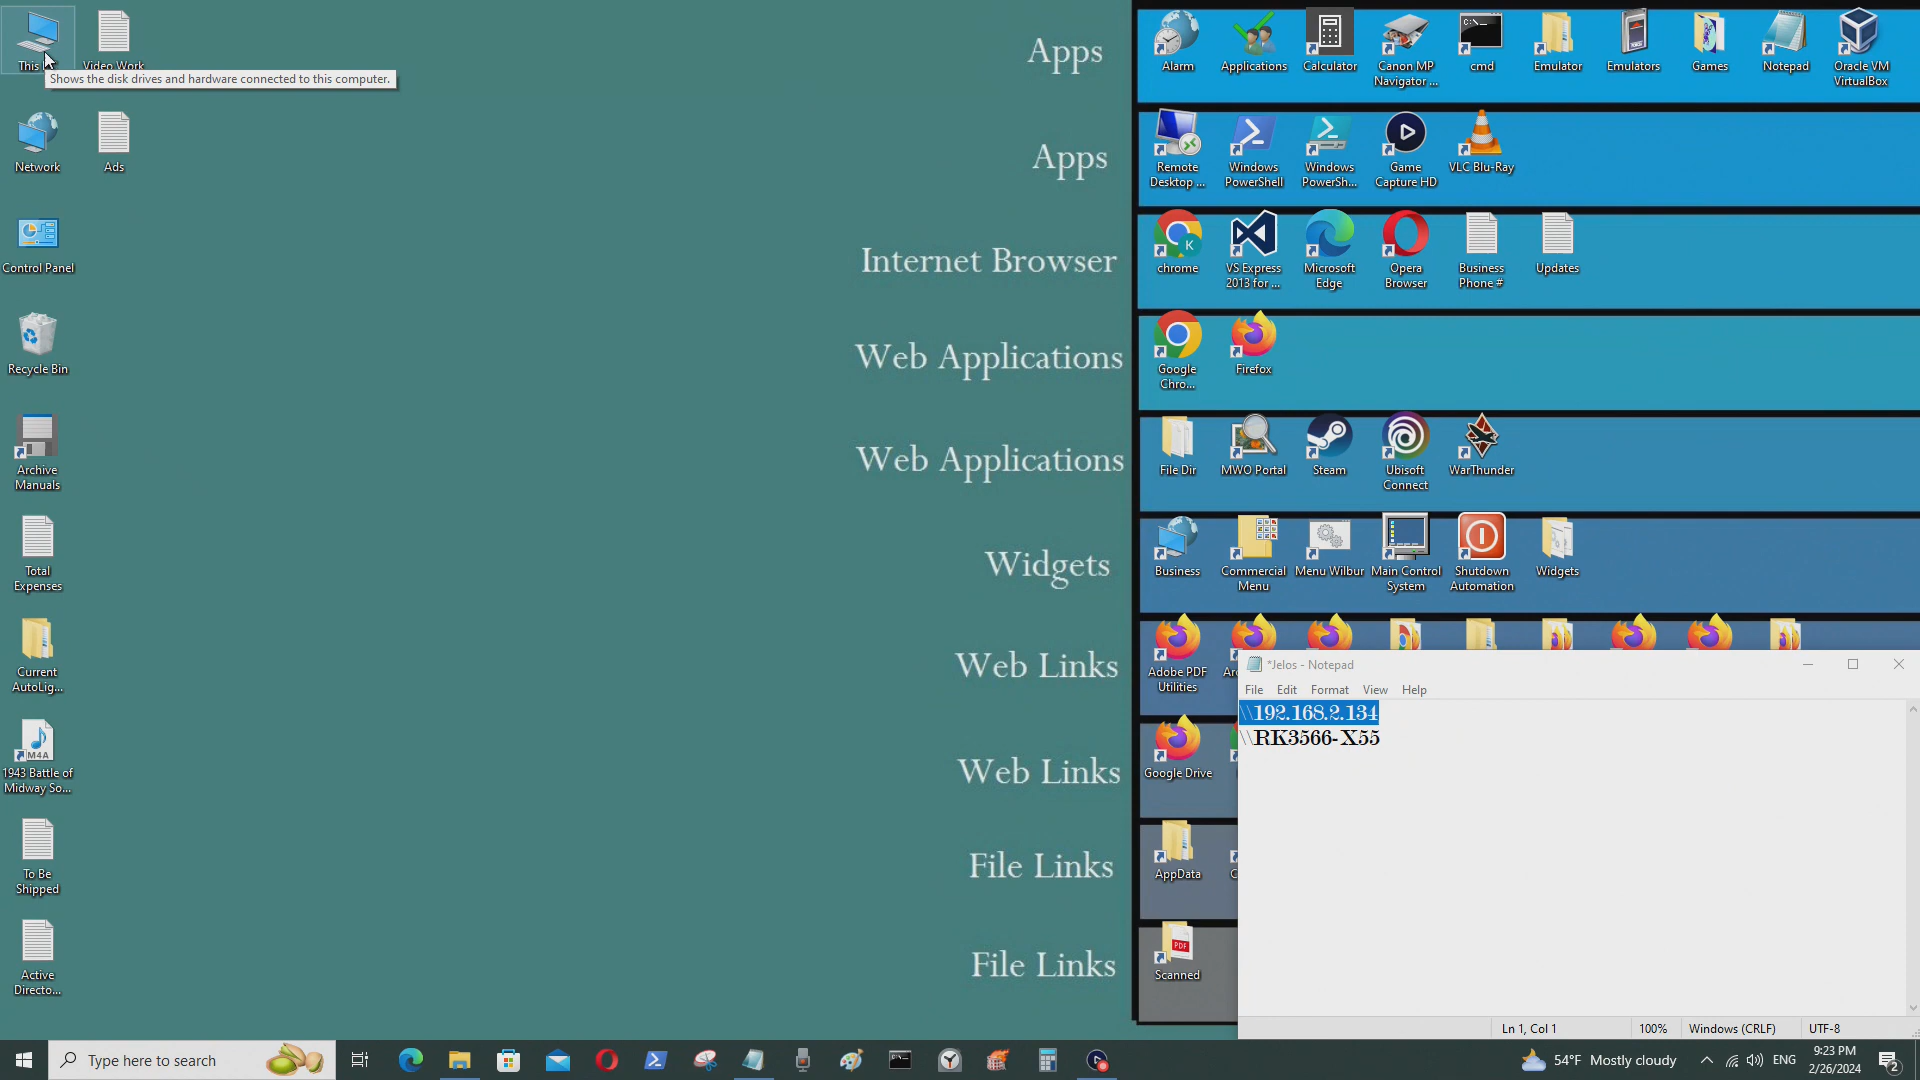 This
Video Work
Shows the disk drives and hardware connected to this computer.
Network
Ads
Control Panel
Recycle Bin
Archive
Manuals
Total
Expenses
Current
AutoLig...
M4A
1943 Battle of
Midway So...
To Be
Shipped
Active
Directo...
Apps
Apps
Internet Browser
Web Applications
Web Applications
Widgets
Web Links
Web Links
File Links
File Links
Alarm
Applications
Calculator
Canon MP
Navigator ...
C:\_
cmd
Emulator
Emulators
Games
Notepad
Oracle VM
VirtualBox
Remote
Desktop ...
Windows
PowerShell
Windows
PowerSh...
Game
Capture HD
VLC Blu-Ray
K
chrome
VS Express
2013 for ...
Microsoft
Edge
Opera
Browser
Business
Phone #
Updates
Google
Chro...
Firefox
File Dir
MWO Portal
Steam
Ubisoft
Connect
WarThunder
Business
Commercial
Menu
Menu Wilbur
Main Control
System
Shutdown
Automation
Widgets
Adobe PDF
Utilities
Google Drive
AppData
PDF
Scanned
*Jelos - Notepad
File Edit Format View Help
\\192.168.2.134
\\RK3566-X55
Ln 1, Col 1 100% Windows (CRLF) UTF-8
Type here to search
54°F Mostly cloudy
ENG
9:23 PM
2/26/2024
2